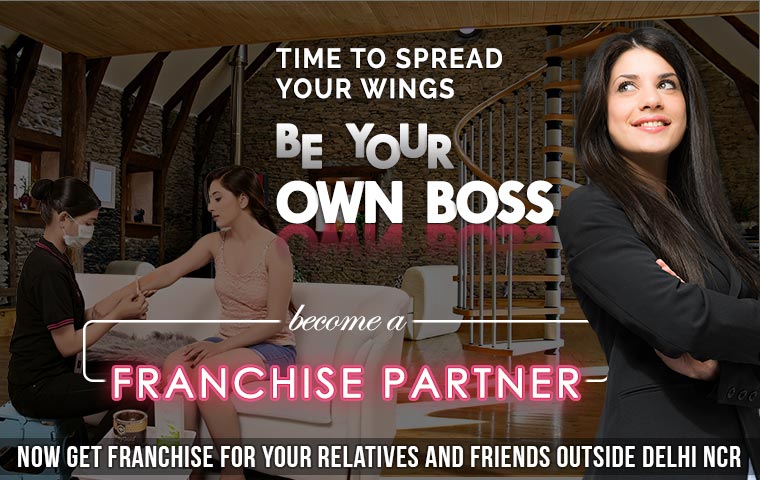 TIME TO SPREAD
YOUR WINGS
BE YOUR
OWN BOSS
become a
FRANCHISE PARTNER
NOW GET FRANCHISE FOR YOUR RELATIVES AND FRIENDS OUTSIDE DELHI NCR